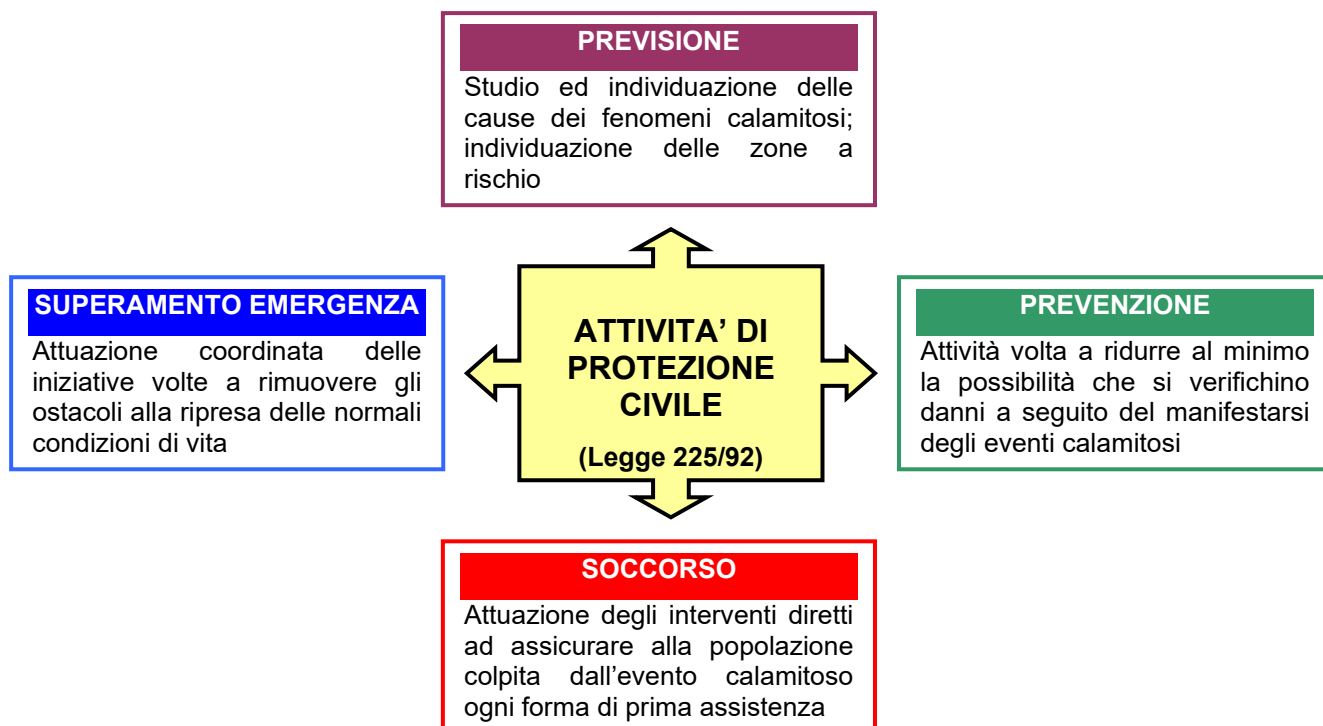 PREVISIONE
Studio ed individuazione delle
cause dei fenomeni calamitosi;
individuazione delle zone a
rischio
SUPERAMENTO EMERGENZA
Attuazione coordinata delle
iniziative volte a rimuovere gli
ostacoli alla ripresa delle normali
condizioni di vita
ATTIVITA’ DI
PROTEZIONE
CIVILE
(Legge 225/92)
PREVENZIONE
Attività volta a ridurre al minimo
la possibilità che si verifichino
danni a seguito del manifestarsi
degli eventi calamitosi
SOCCORSO
Attuazione degli interventi diretti
ad assicurare alla popolazione
colpita dall’evento calamitoso
ogni forma di prima assistenza